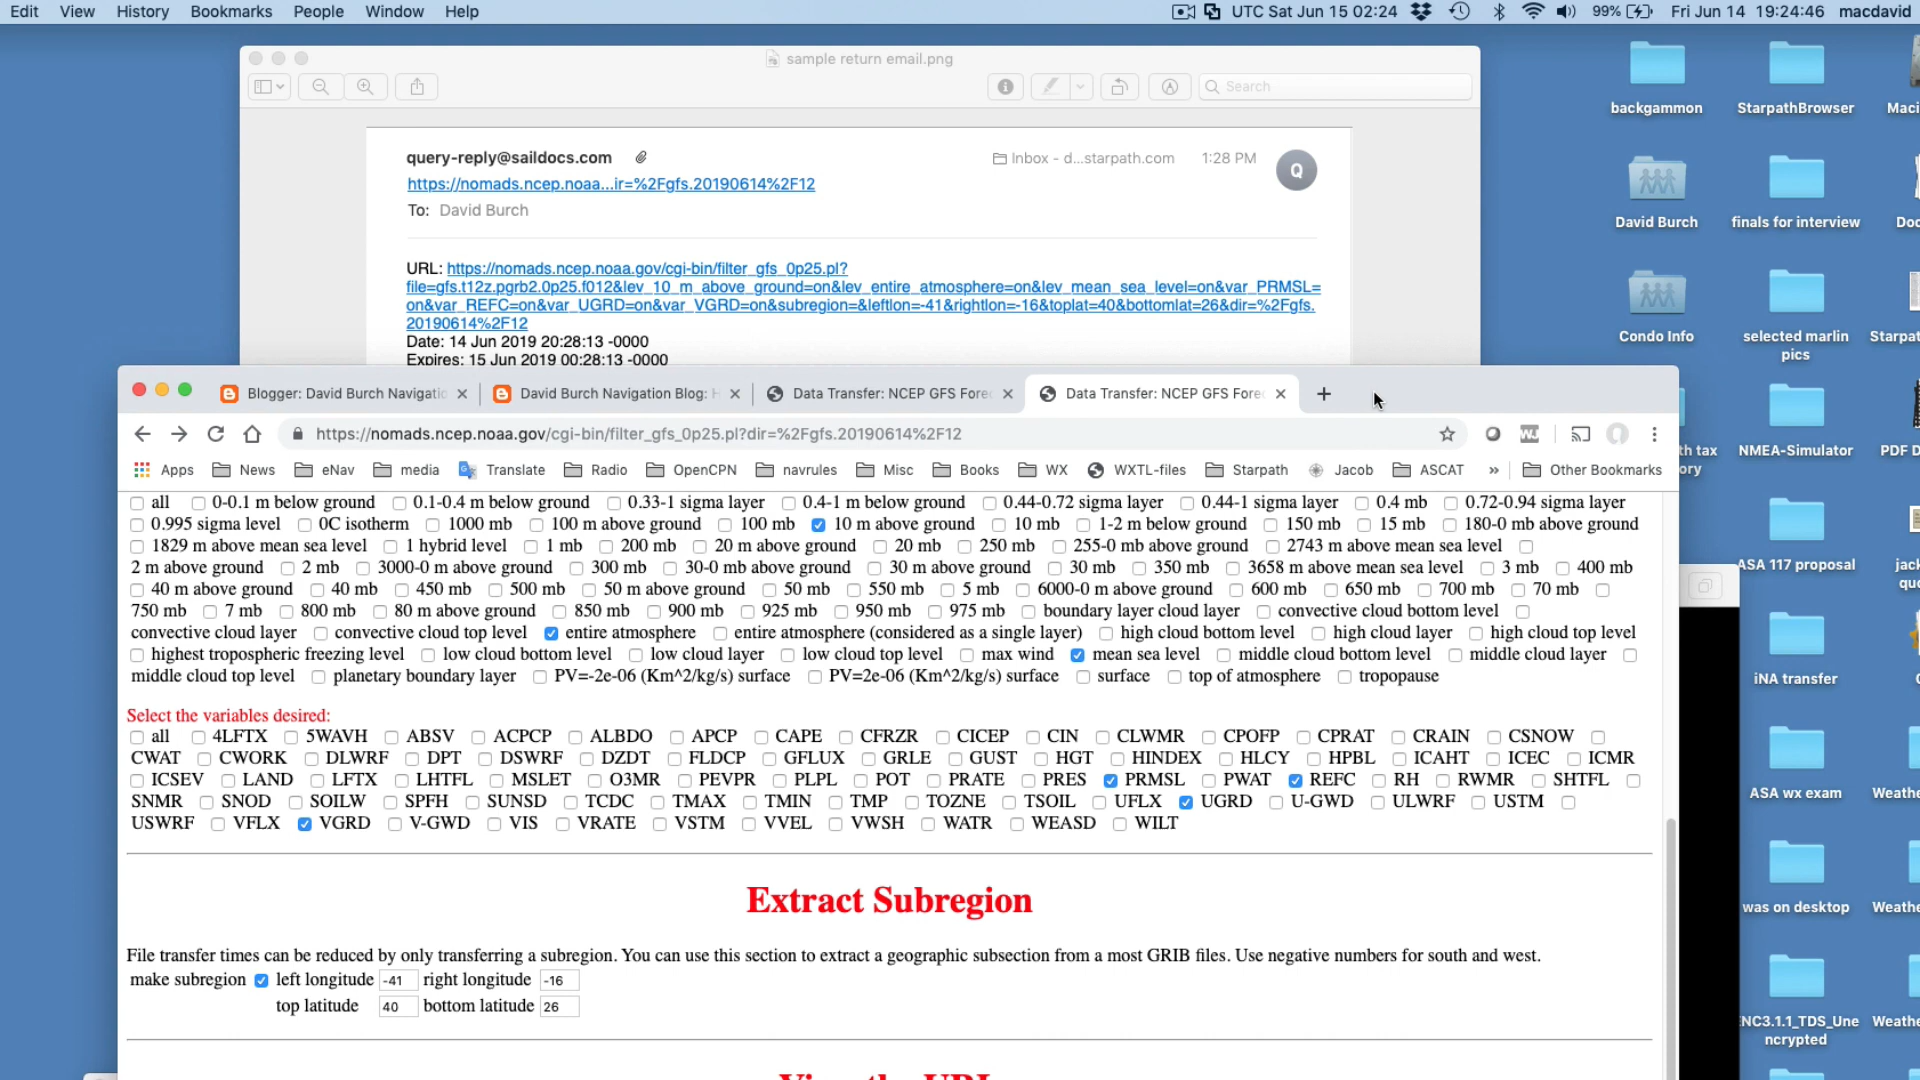 Edit View History Bookmarks People Window Help UTC Sat Jun 15 02:24 99% Fri Jun 14 19:24:46 macdavid
sample return email.png
Search
query-reply@saildocs.com Inbox - d...starpath.com 1:28 PM Q
https://nomads.ncep.noaa...ir=%2Fgfs.20190614%2F12
To: David Burch
URL: https://nomads.ncep.noaa.gov/cgi-bin/filter_gfs_0p25.pl?
file=gfs.t12z.pgrb2.0p25.f012&lev_10_m_above_ground=on&lev_entire_atmosphere=on&lev_mean_sea_level=on&var_PRMSL=
on&var_REFC=on&var_UGRD=on&var_VGRD=on&subregion=&leftlon=-41&rightlon=-16&toplat=40&bottomlat=26&dir=%2Fgfs.
20190614%2F12
Date: 14 Jun 2019 20:28:13 -0000
Expires: 15 Jun 2019 00:28:13 -0000
Blogger: David Burch Navigatio David Burch Navigation Blog: H Data Transfer: NCEP GFS Forec Data Transfer: NCEP GFS Forec
https://nomads.ncep.noaa.gov/cgi-bin/filter_gfs_0p25.pl?dir=%2Fgfs.20190614%2F12
Apps News eNav media Translate Radio OpenCPN navrules Misc Books WX WXTL-files Starpath Jacob ASCAT » Other Bookmarks
all 0-0.1 m below ground 0.1-0.4 m below ground 0.33-1 sigma layer 0.4-1 m below ground 0.44-0.72 sigma layer 0.44-1 sigma layer 0.4 mb 0.72-0.94 sigma layer
0.995 sigma level 0C isotherm 1000 mb 100 m above ground 100 mb 10 m above ground 10 mb 1-2 m below ground 150 mb 15 mb 180-0 mb above ground
1829 m above mean sea level 1 hybrid level 1 mb 200 mb 20 m above ground 20 mb 250 mb 255-0 mb above ground 2743 m above mean sea level
2 m above ground 2 mb 3000-0 m above ground 300 mb 30-0 mb above ground 30 m above ground 30 mb 350 mb 3658 m above mean sea level 3 mb 400 mb
40 m above ground 40 mb 450 mb 500 mb 50 m above ground 50 mb 550 mb 5 mb 6000-0 m above ground 600 mb 650 mb 700 mb 70 mb
750 mb 7 mb 800 mb 80 m above ground 850 mb 900 mb 925 mb 950 mb 975 mb boundary layer cloud layer convective cloud bottom level
convective cloud layer convective cloud top level entire atmosphere entire atmosphere (considered as a single layer) high cloud bottom level high cloud layer high cloud top level
highest tropospheric freezing level low cloud bottom level low cloud layer low cloud top level max wind mean sea level middle cloud bottom level middle cloud layer
middle cloud top level planetary boundary layer PV=-2e-06 (Km^2/kg/s) surface PV=2e-06 (Km^2/kg/s) surface surface top of atmosphere tropopause
Select the variables desired:
all 4LFTX 5WAVH ABSV ACPCP ALBDO APCP CAPE CFRZR CICEP CIN CLWMR CPOFP CPRAT CRAIN CSNOW
CWAT CWORK DLWRF DPT DSWRF DZDT FLDCP GFLUX GRLE GUST HGT HINDEX HLCY HPBL ICAHT ICEC ICMR
ICSEV LAND LFTX LHTFL MSLET O3MR PEVPR PLPL POT PRATE PRES PRMSL PWAT REFC RH RWMR SHTFL
SNMR SNOD SOILW SPFH SUNSD TCDC TMAX TMIN TMP TOZNE TSOIL UFLX UGRD U-GWD ULWRF USTM
USWRF VFLX VGRD V-GWD VIS VRATE VSTM VVEL VWSH WATR WEASD WILT
Extract Subregion
File transfer times can be reduced by only transferring a subregion. You can use this section to extract a geographic subsection from a most GRIB files. Use negative numbers for south and west.
make subregion left longitude -41 right longitude -16
top latitude 40 bottom latitude 26
backgammon StarpathBrowser Maci
David Burch finals for interview Doc
Condo Info selected marlin pics Starpat
th tax ory NMEA-Simulator PDF D
ASA 117 proposal jac quo
iNA transfer
ASA wx exam Weathe
was on desktop Weathe
ENC3.1.1_TDS_Une ncrypted Weathe